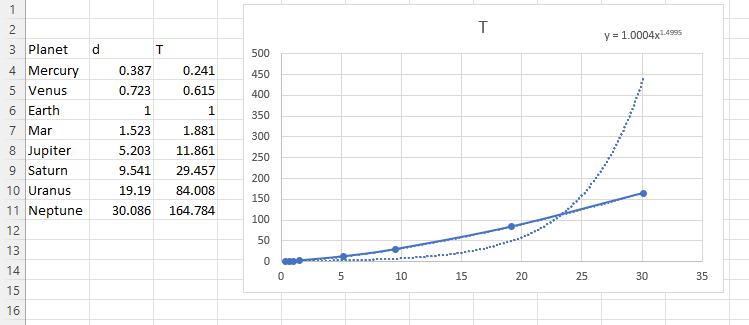 1
2
3 Planet d T
4 Mercury 0.387 0.241
5 Venus 0.723 0.615
6 Earth 1 1
7 Mar 1.523 1.881
8 Jupiter 5.203 11.861
9 Saturn 9.541 29.457
10 Uranus 19.19 84.008
11 Neptune 30.086 164.784
12
13
14
15
16
T
y = 1.0004x^1.4995
500
450
400
350
300
250
200
150
100
50
0
0 5 10 15 20 25 30 35